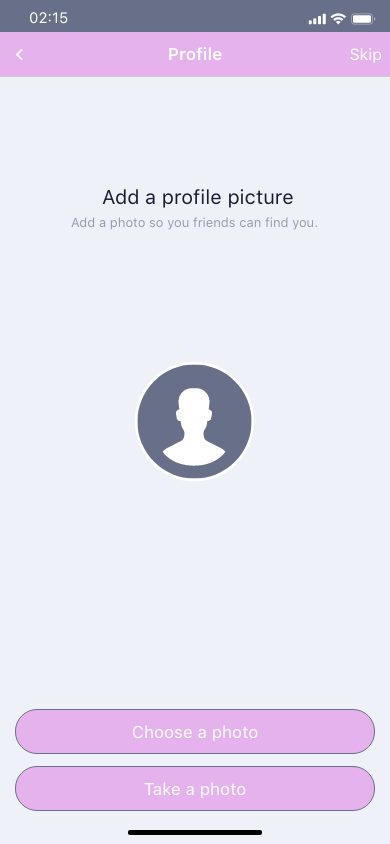 02:15
Profile
Skip
Add a profile picture
Add a photo so you friends can find you.
Choose a photo
Take a photo